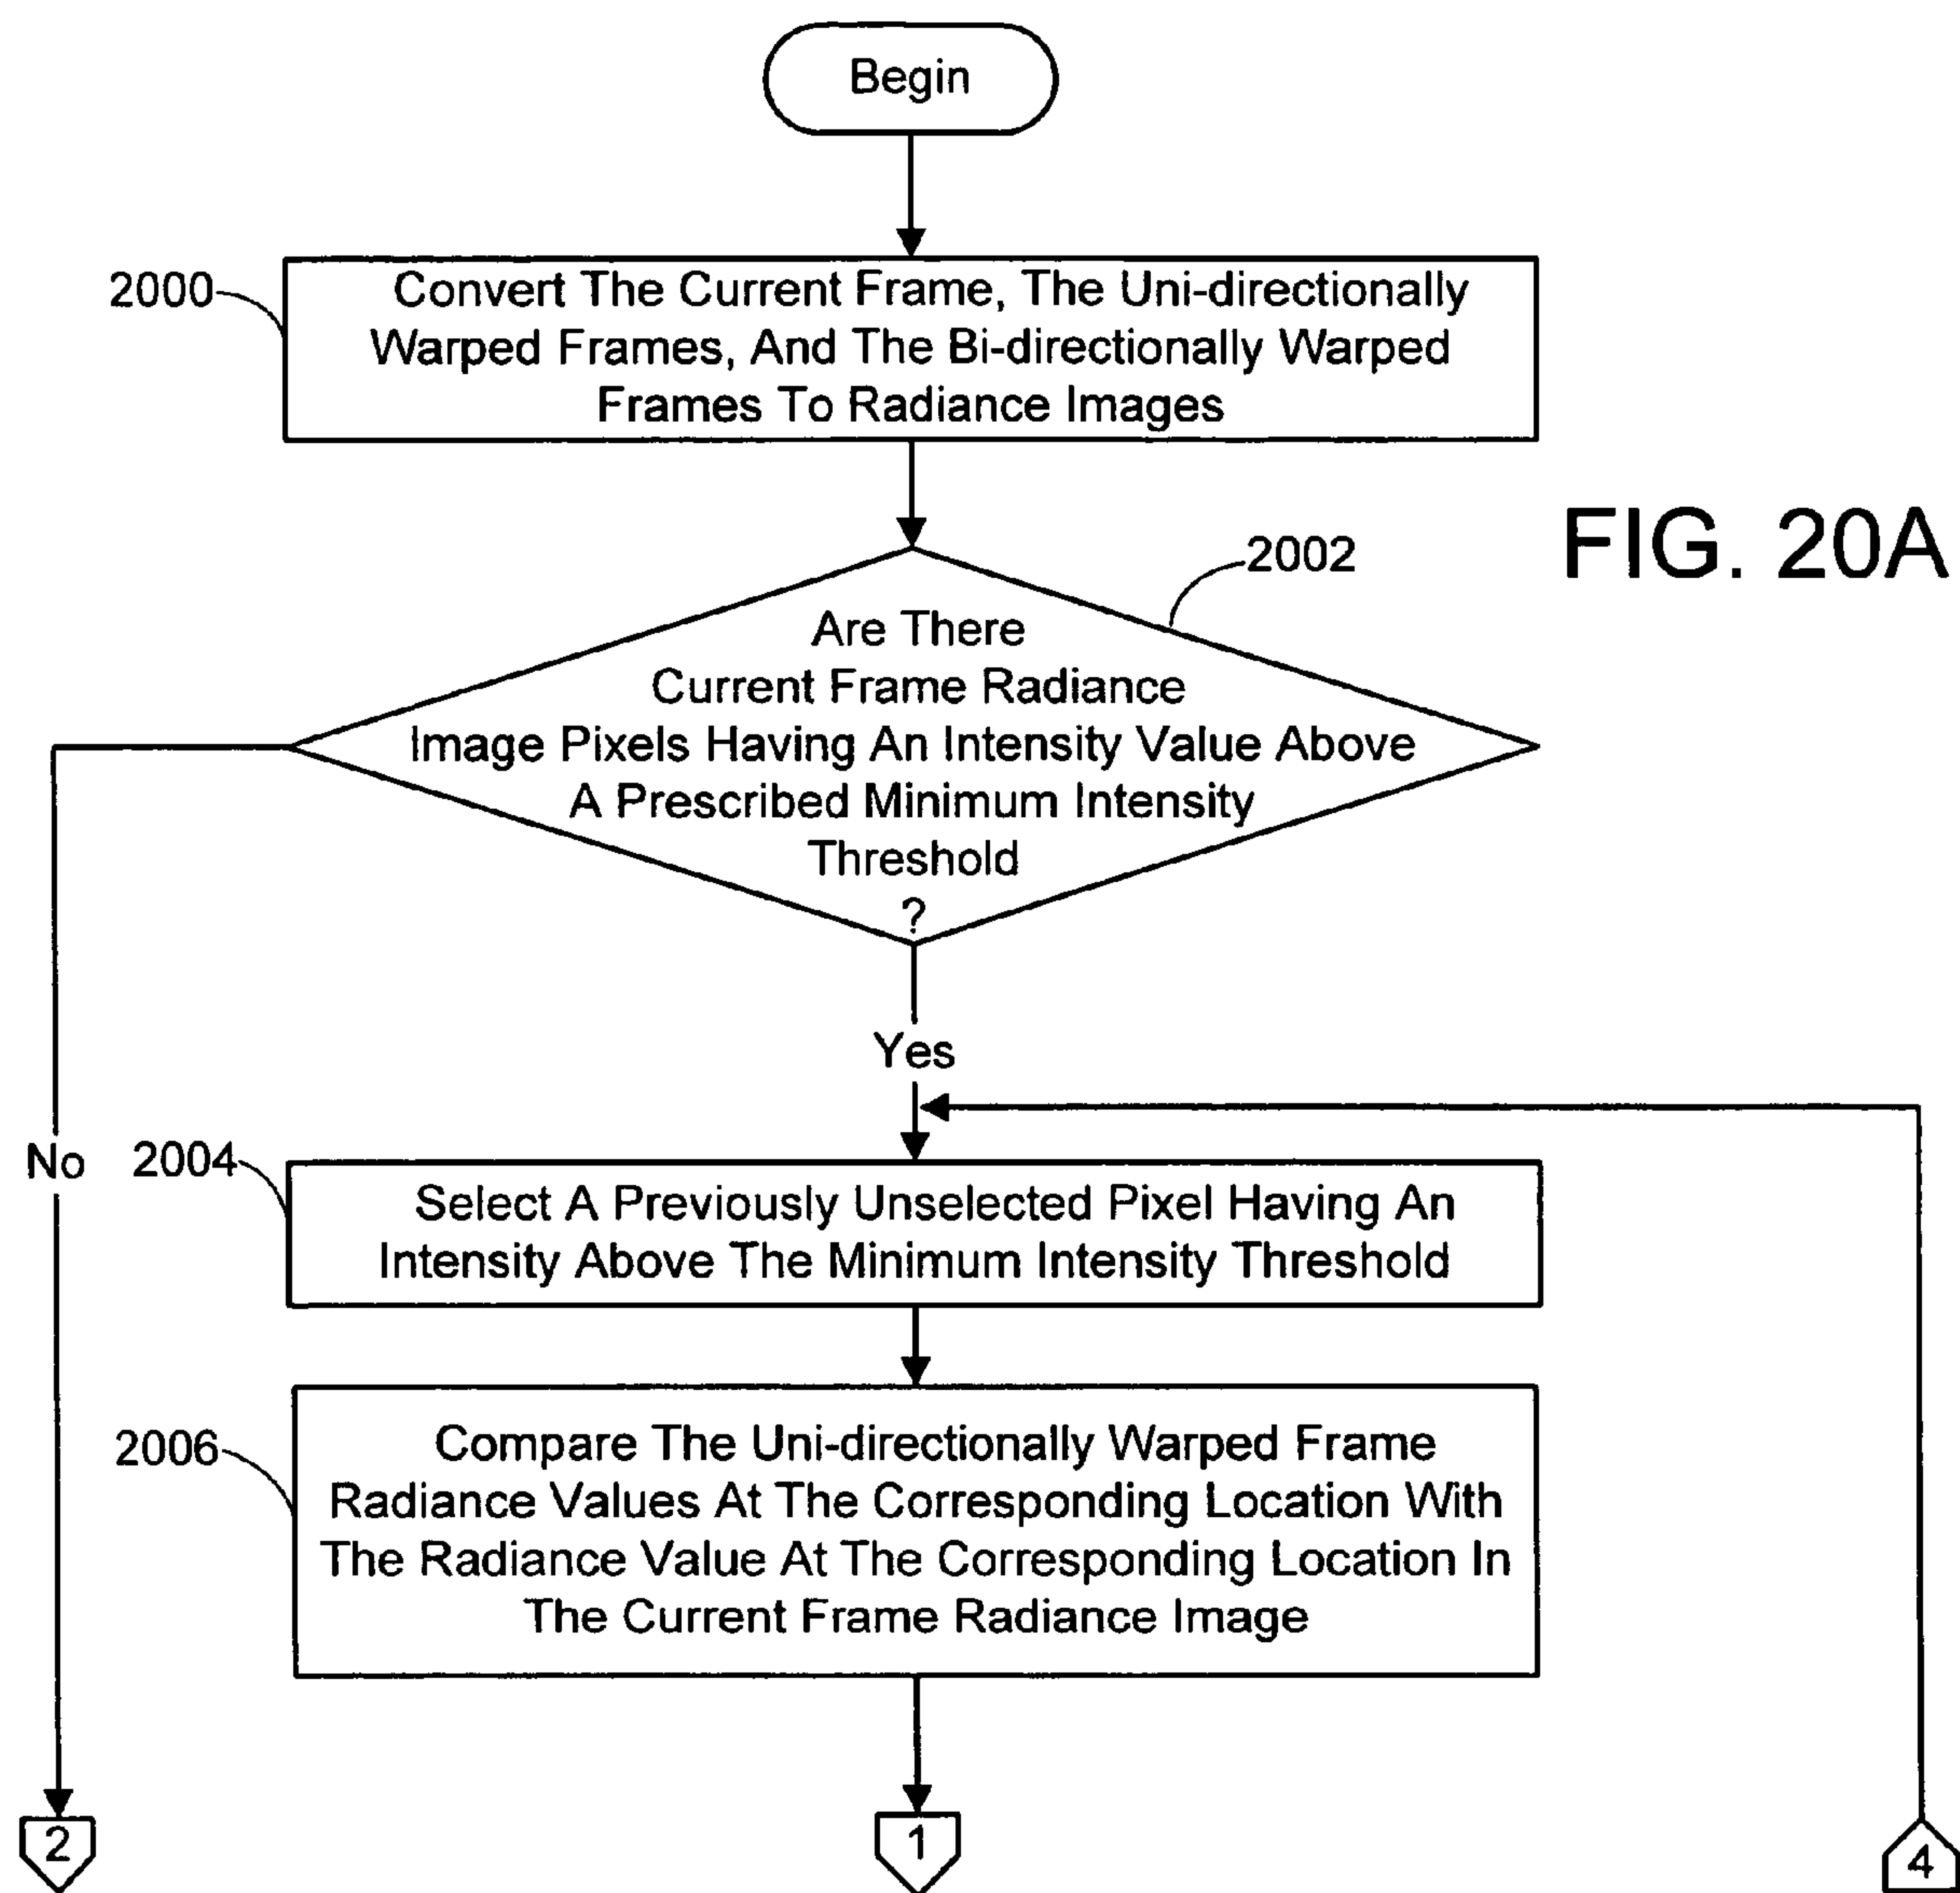 Begin
2000
Convert The Current Frame, The Uni-directionally
Warped Frames, And The Bi-directionally Warped
Frames To Radiance Images
FIG. 20A
2002
Are There
Current Frame Radiance
Image Pixels Having An Intensity Value Above
A Prescribed Minimum Intensity
Threshold
?
Yes
No
2004
Select A Previously Unselected Pixel Having An
Intensity Above The Minimum Intensity Threshold
2006
Compare The Uni-directionally Warped Frame
Radiance Values At The Corresponding Location With
The Radiance Value At The Corresponding Location In
The Current Frame Radiance Image
2
1
4